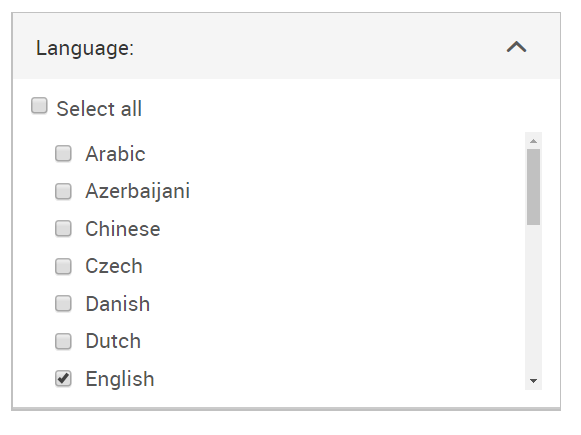 Language:
Select all
Arabic
Azerbaijani
Chinese
Czech
Danish
Dutch
English